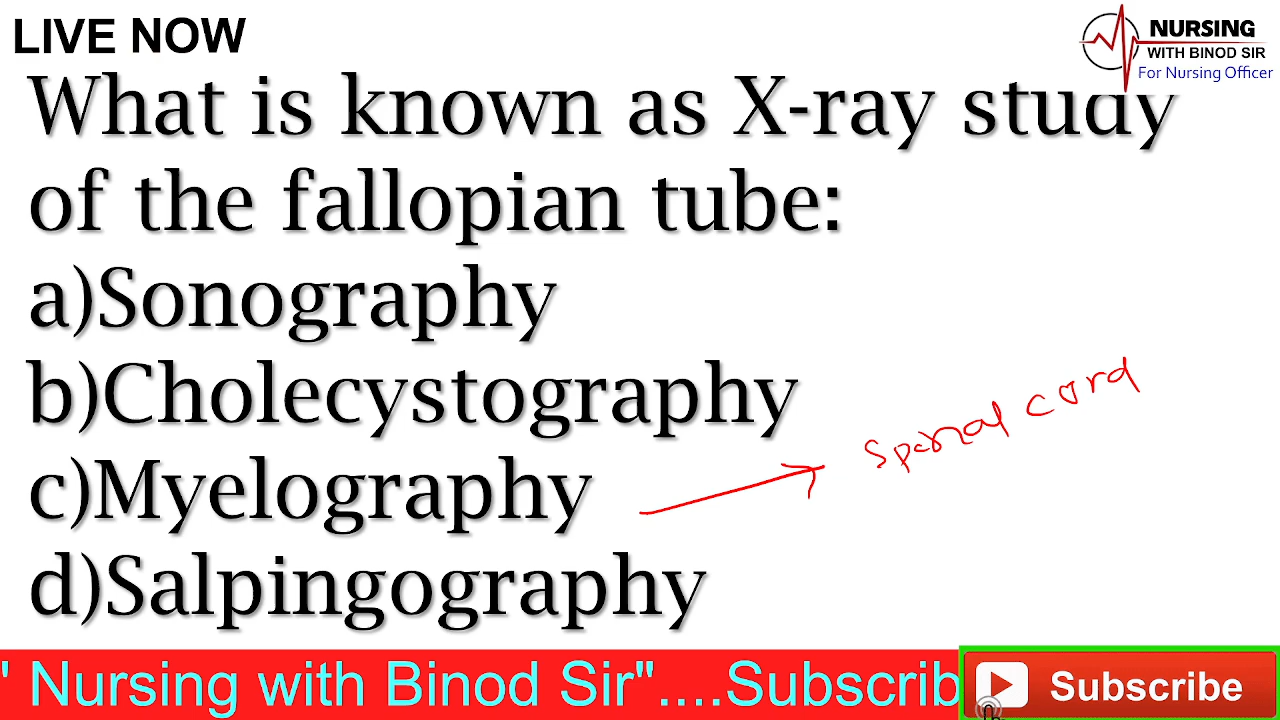 LIVE NOW
NURSING
WITH BINOD SIR
For Nursing Officer
What is known as X-ray study
of the fallopian tube:
a)Sonography
b)Cholecystography
c)Myelography
Spinal cord
d)Salpingography
" Nursing with Binod Sir"....Subscrib
Subscribe